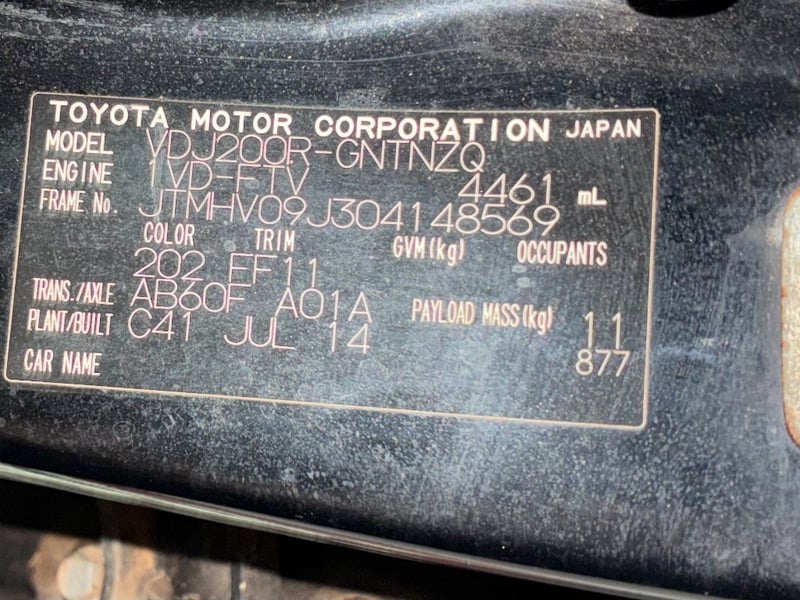 TOYOTA MOTOR CORPORATION JAPAN
MODEL VDJ200R-GNTNZQ
ENGINE 1VD-FTV 4461 mL
FRAME No. JTMHV09J304148569
COLOR TRIM GVM(kg) OCCUPANTS
202 FF11
TRANS./AXLE AB60F A01A PAYLOAD MASS(kg) 11
PLANT/BUILT C41 JUL 14 877
CAR NAME